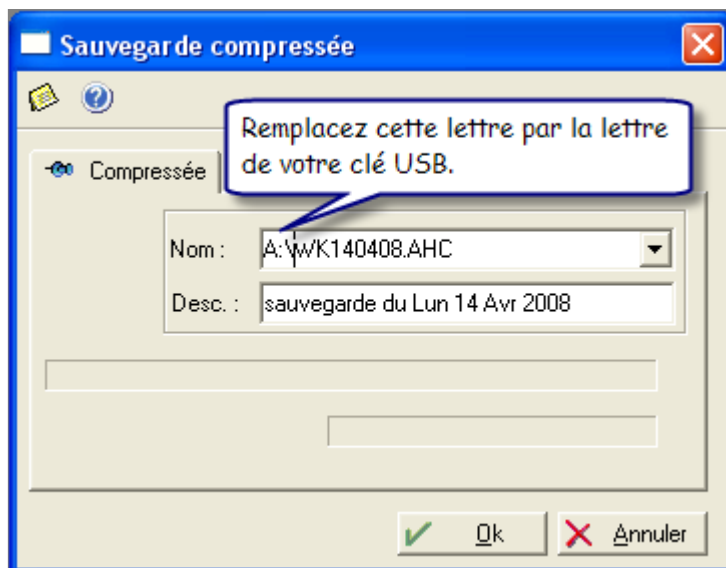 Sauvegarde compressée
Remplacez cette lettre par la lettre
de votre clé USB.
Compressée
Nom : A:\WK140408.AHC
Desc. : sauvegarde du Lun 14 Avr 2008
Ok Annuler